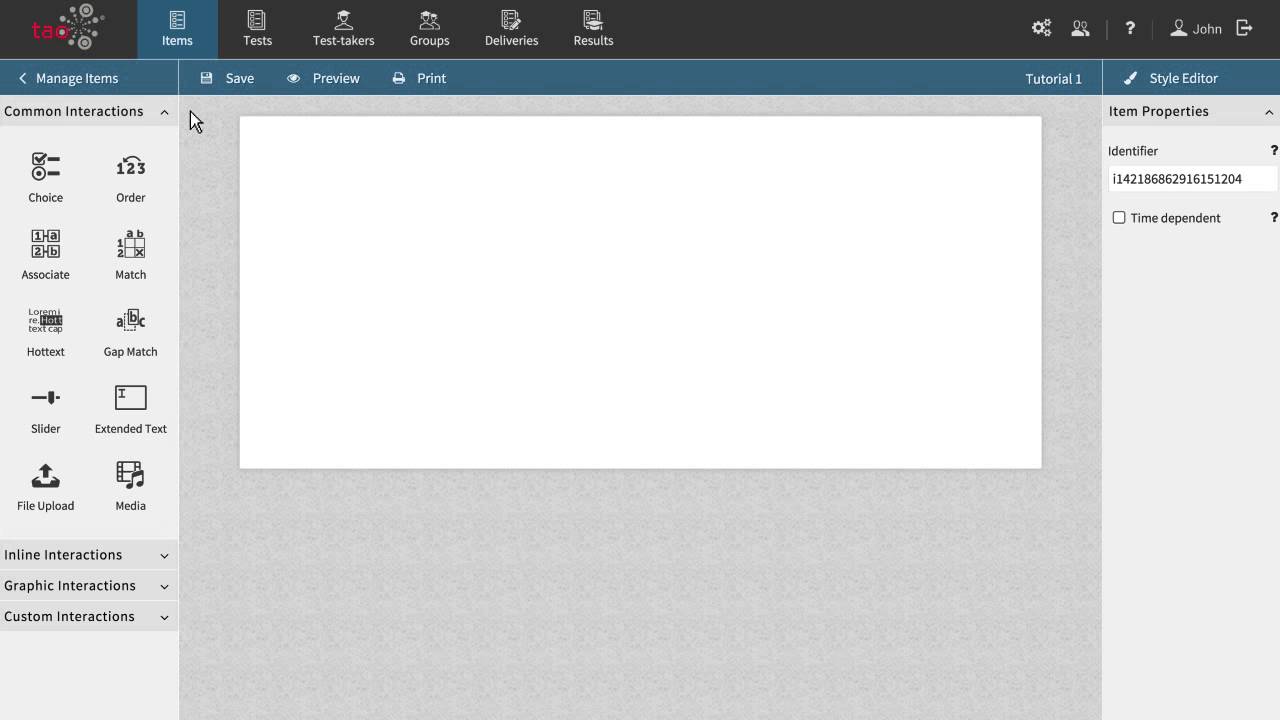 tao
Items
Tests
Test-takers
Groups
Deliveries
Results
?
John
Manage Items
Save
Preview
Print
Tutorial 1
Style Editor
Common Interactions
Choice
123
Order
1 a
2 b
Associate
a b
1
2 x
Match
Lorem i
re. Hott
text cap
Hottext
a b c
Gap Match
Slider
I
Extended Text
File Upload
Media
Inline Interactions
Graphic Interactions
Custom Interactions
Item Properties
Identifier ?
i142186862916151204
Time dependent ?